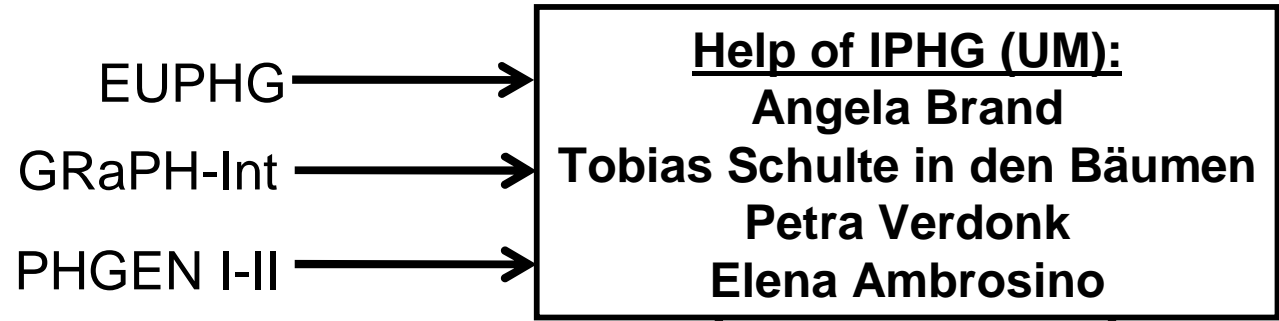 EUPHG
GRaPH-Int
PHGEN I-II
Help of IPHG (UM):
Angela Brand
Tobias Schulte in den Bäumen
Petra Verdonk
Elena Ambrosino